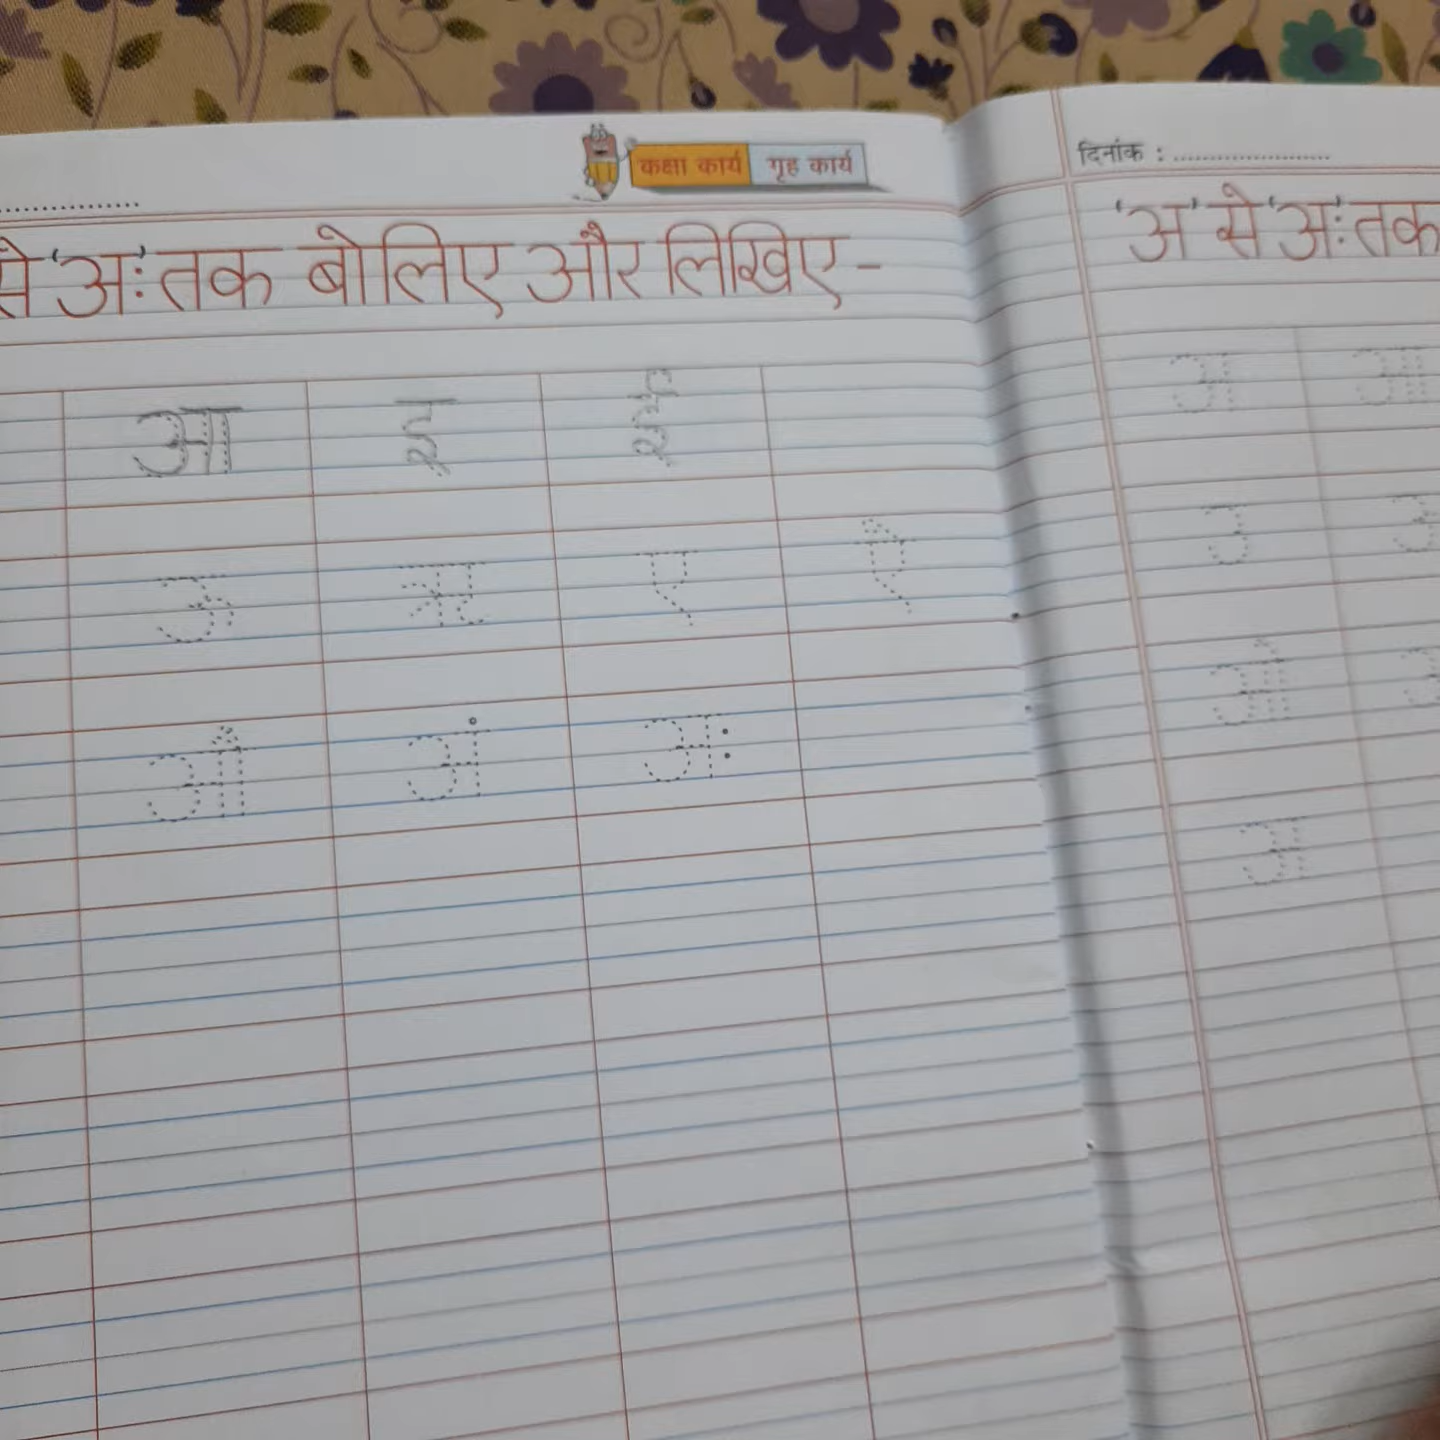 कक्षा कार्य गृह कार्य
से 'अः' तक बोलिए और लिखिए-
आ इ ई
ऊ ऋ ए ऐ
औ अं अः
दिनांक :
'अ' से 'अः' तक
अ आ
उ
ओ
अ